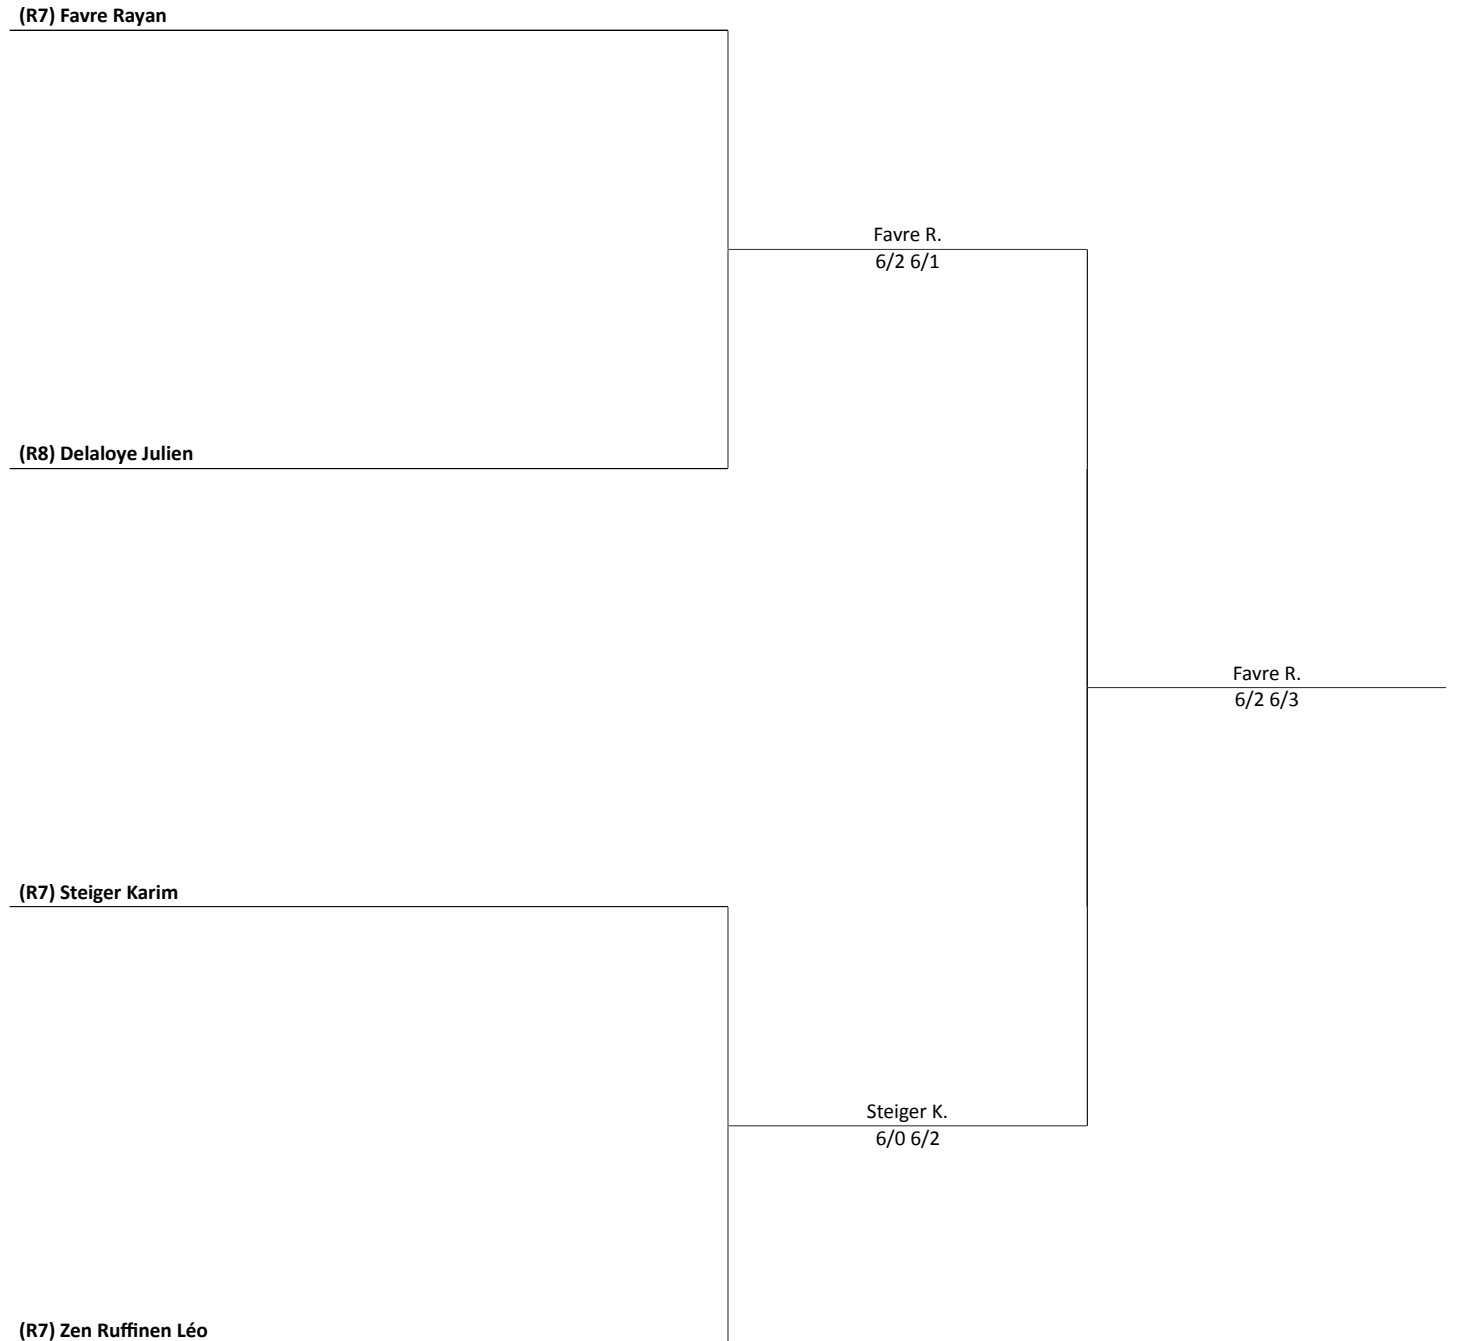 (R7) Favre Rayan
Favre R.
6/2 6/1
(R8) Delaloye Julien
Favre R.
6/2 6/3
(R7) Steiger Karim
Steiger K.
6/0 6/2
(R7) Zen Ruffinen Léo